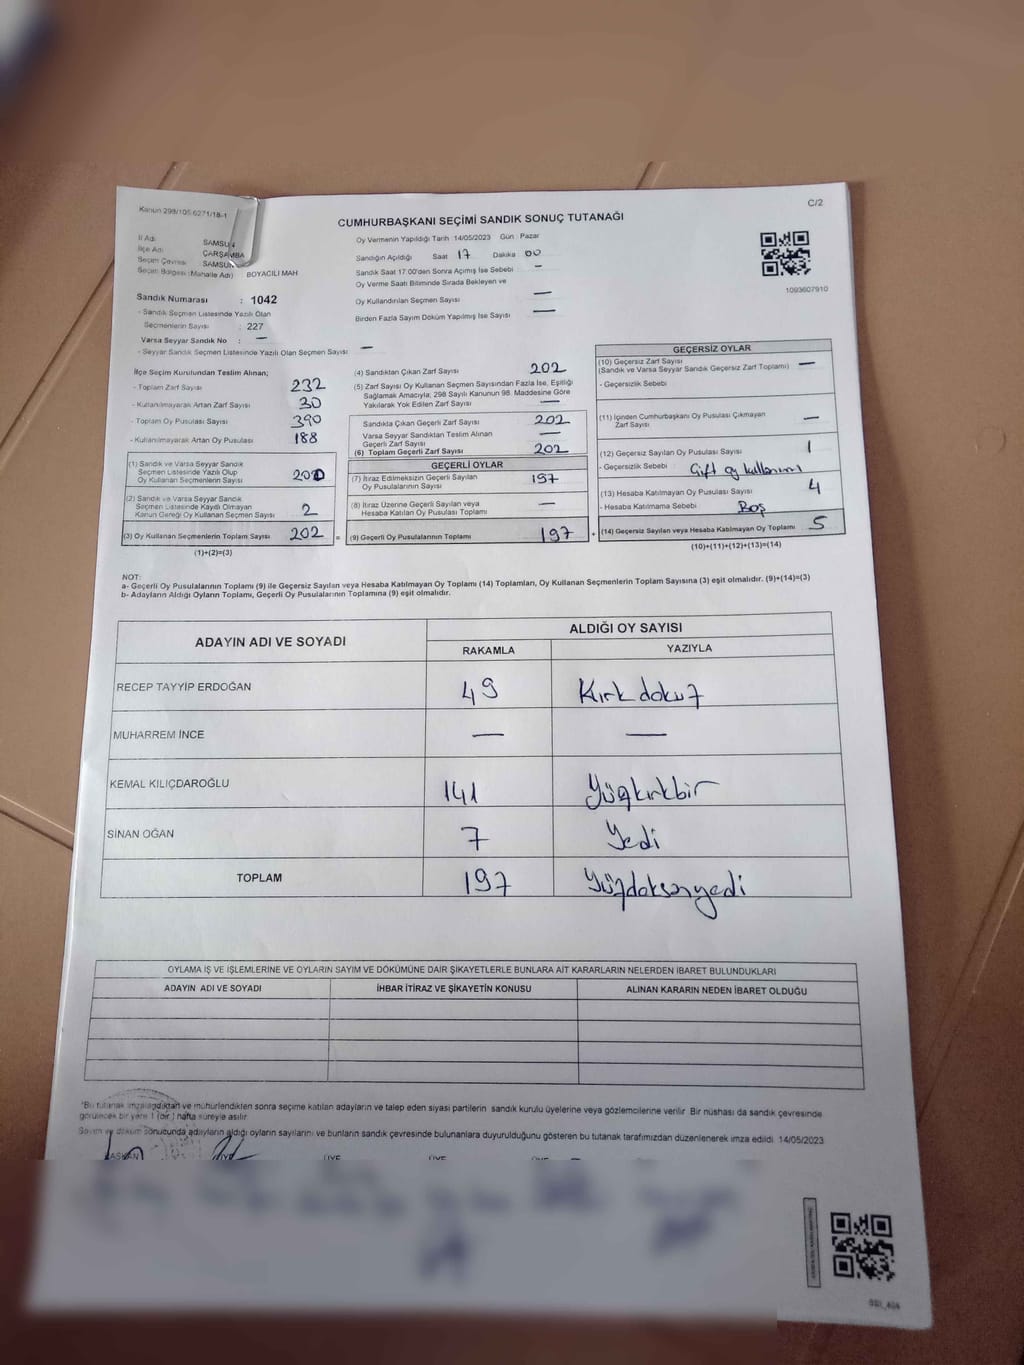 Kanun 298/105 6271/18-1
C/2
CUMHURBAŞKANI SEÇİMİ SANDIK SONUÇ TUTANAĞI
İl Adı SAMSUN
İlçe Adı ÇARŞAMBA
Seçim Çevresi SAMSUN
Seçim Bölgesi (Mahalle Adı) BOYACILI MAH
Sandık Numarası : 1042
- Sandık Seçmen Listesinde Yazılı Olan
Seçmenlerin Sayısı : 227
Varsa Seyyar Sandık No : —
- Seyyar Sandık Seçmen Listesinde Yazılı Olan Seçmen Sayısı —
Oy Vermenin Yapıldığı Tarih 14/05/2023 Gün : Pazar
Sandığın Açıldığı Saat 17 Dakika 00
Sandık Saat 17:00'den Sonra Açımış İse Sebebi —
Oy Verme Saati Bitiminde Sırada Bekleyen ve
Oy Kullandırılan Seçmen Sayısı —
Birden Fazla Sayım Döküm Yapılmış İse Sayısı —
1093607910
İlçe Seçim Kurulundan Teslim Alınan;
- Toplam Zarf Sayısı 232
- Kullanılmayarak Artan Zarf Sayısı 30
- Toplam Oy Pusulası Sayısı 390
- Kullanılmayarak Artan Oy Pusulası 188
(1) Sandık ve Varsa Seyyar Sandık
Seçmen Listesinde Yazılı Olup
Oy Kullanan Seçmenlerin Sayısı 200
(2) Sandık ve Varsa Seyyar Sandık
Seçmen Listesinde Kaydı Olmayan
Kanun Gereği Oy Kullanan Seçmen Sayısı 2
(3) Oy Kullanan Seçmenlerin Toplam Sayısı 202 =
(1)+(2)=(3)
(4) Sandıktan Çıkan Zarf Sayısı 202
(5) Zarf Sayısı Oy Kullanan Seçmen Sayısından Fazla İse, Eşitliği
Sağlamak Amacıyla; 298 Sayılı Kanunun 98. Maddesine Göre
Yakılarak Yok Edilen Zarf Sayısı —
Sandıkta Çıkan Geçerli Zarf Sayısı 202
Varsa Seyyar Sandıktan Teslim Alınan
Geçerli Zarf Sayısı —
(6) Toplam Geçerli Zarf Sayısı 202
GEÇERLİ OYLAR
(7) İtiraz Edilmeksizin Geçerli Sayılan
Oy Pusulalarının Sayısı 197
(8) İtiraz Üzerine Geçerli Sayılan veya
Hesaba Katılan Oy Pusulası Toplamı —
(9) Geçerli Oy Pusulalarının Toplamı 197 +
GEÇERSİZ OYLAR
(10) Geçersiz Zarf Sayısı
(Sandık ve Varsa Seyyar Sandık Geçersiz Zarf Toplamı) —
- Geçersizlik Sebebi
(11) İçinden Cumhurbaşkanı Oy Pusulası Çıkmayan
Zarf Sayısı —
(12) Geçersiz Sayılan Oy Pusulası Sayısı 1
- Geçersizlik Sebebi Çift oy kullanımı
(13) Hesaba Katılmayan Oy Pusulası Sayısı 4
- Hesaba Katılmama Sebebi Boş
(14) Geçersiz Sayılan veya Hesaba Katılmayan Oy Toplamı 5
(10)+(11)+(12)+(13)=(14)
NOT:
a- Geçerli Oy Pusulalarının Toplamı (9) ile Geçersiz Sayılan veya Hesaba Katılmayan Oy Toplamı (14) Toplamları, Oy Kullanan Seçmenlerin Toplam Sayısına (3) eşit olmalıdır. (9)+(14)=(3)
b- Adayların Aldığı Oyların Toplamı, Geçerli Oy Pusulalarının Toplamına (9) eşit olmalıdır.
ADAYIN ADI VE SOYADI ALDIĞI OY SAYISI
RAKAMLA YAZIYLA
RECEP TAYYİP ERDOĞAN 49 Kırk dokuz
MUHARREM İNCE — —
KEMAL KILIÇDAROĞLU 141 Yüzkırkbir
SİNAN OĞAN 7 Yedi
TOPLAM 197 Yüzdoksanyedi
OYLAMA İŞ VE İŞLEMLERİNE VE OYLARIN SAYIM VE DÖKÜMÜNE DAİR ŞİKAYETLERLE BUNLARA AİT KARARLARIN NELERDEN İBARET BULUNDUKLARI
ADAYIN ADI VE SOYADI İHBAR İTİRAZ VE ŞİKAYETİN KONUSU ALINAN KARARIN NEDEN İBARET OLDUĞU
*Bu tutanak imzalandıktan ve mühürlendikten sonra seçime katılan adayların ve talep eden siyasi partilerin sandık kurulu üyelerine veya gözlemcilerine verilir. Bir nüshası da sandık çevresinde
görülecek bir yere 1 (bir) hafta süreyle asılır.
Sayım ve döküm sonucunda adayların aldığı oyların sayılarını ve bunların sandık çevresinde bulunanlara duyurulduğunu gösteren bu tutanak tarafımızdan düzenlenerek imza edildi. 14/05/2023
BAŞKAN ÜYE ÜYE ÜYE ÜYE